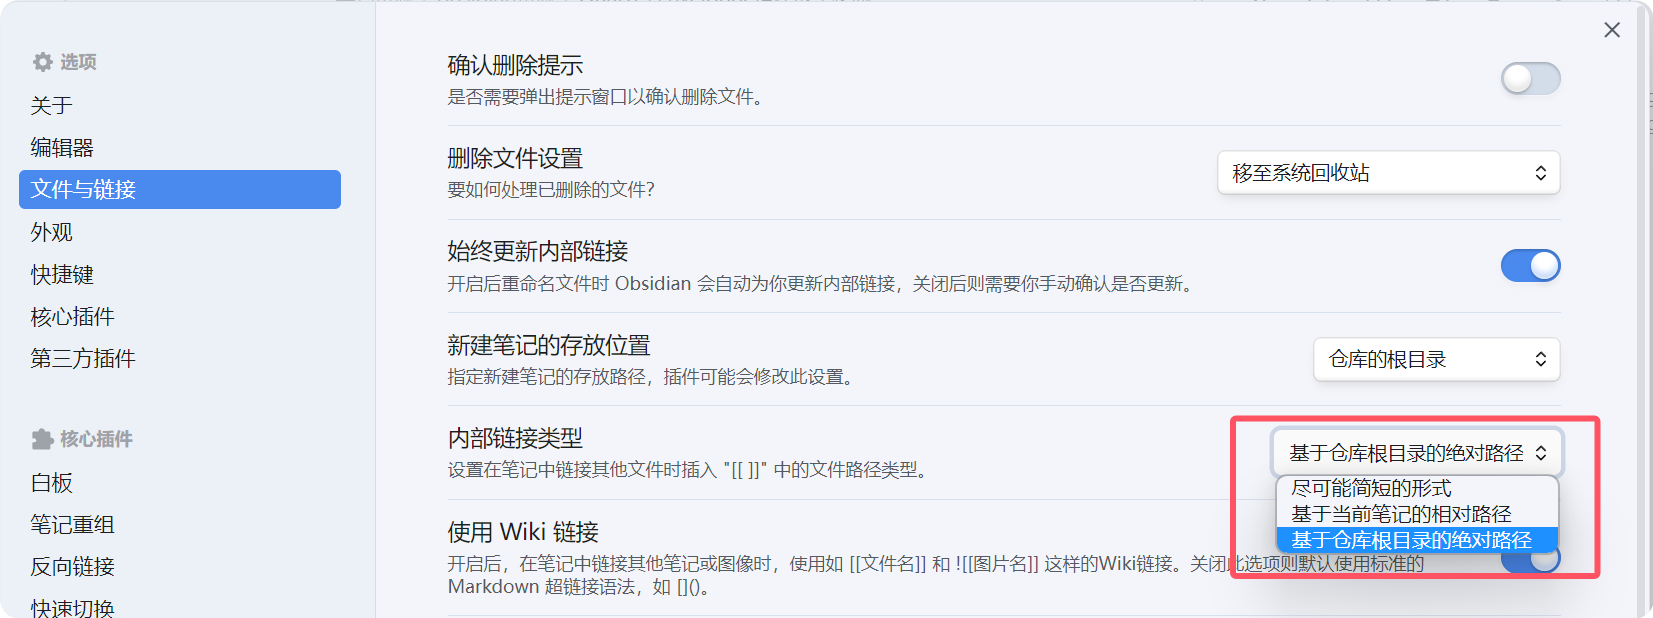 选项
关于
编辑器
文件与链接
外观
快捷键
核心插件
第三方插件
核心插件
白板
笔记重组
反向链接
快速切换
确认删除提示
是否需要弹出提示窗口以确认删除文件。
删除文件设置
要如何处理已删除的文件?
移至系统回收站
始终更新内部链接
开启后重命名文件时 Obsidian 会自动为你更新内部链接，关闭后则需要你手动确认是否更新。
新建笔记的存放位置
指定新建笔记的存放路径，插件可能会修改此设置。
仓库的根目录
内部链接类型
设置在笔记中链接其他文件时插入 "[[ ]]" 中的文件路径类型。
基于仓库根目录的绝对路径
尽可能简短的形式
基于当前笔记的相对路径
基于仓库根目录的绝对路径
使用 Wiki 链接
开启后，在笔记中链接其他笔记或图像时，使用如 [[文件名]] 和 ![[图片名]] 这样的Wiki链接。关闭此选项则默认使用标准的
Markdown 超链接语法，如 []()。